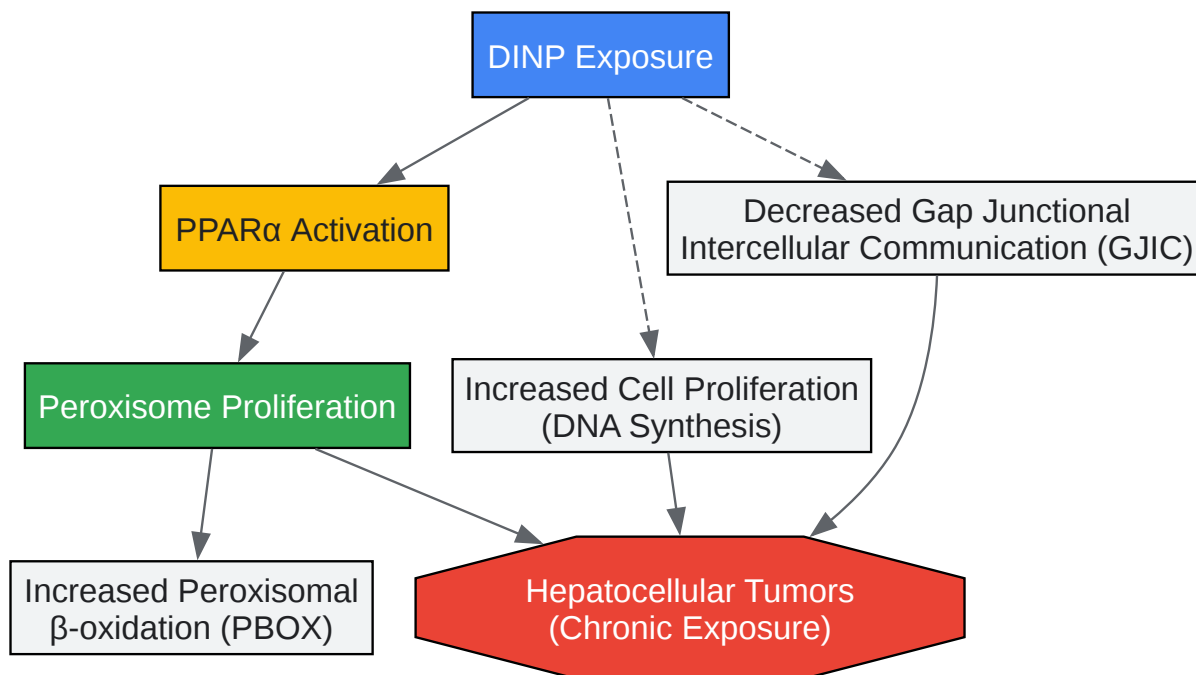 DINP Exposure
PPARα Activation
Decreased Gap Junctional
Intercellular Communication (GJIC)
Peroxisome Proliferation
Increased Cell Proliferation
(DNA Synthesis)
Increased Peroxisomal
β-oxidation (PBOX)
Hepatocellular Tumors
(Chronic Exposure)